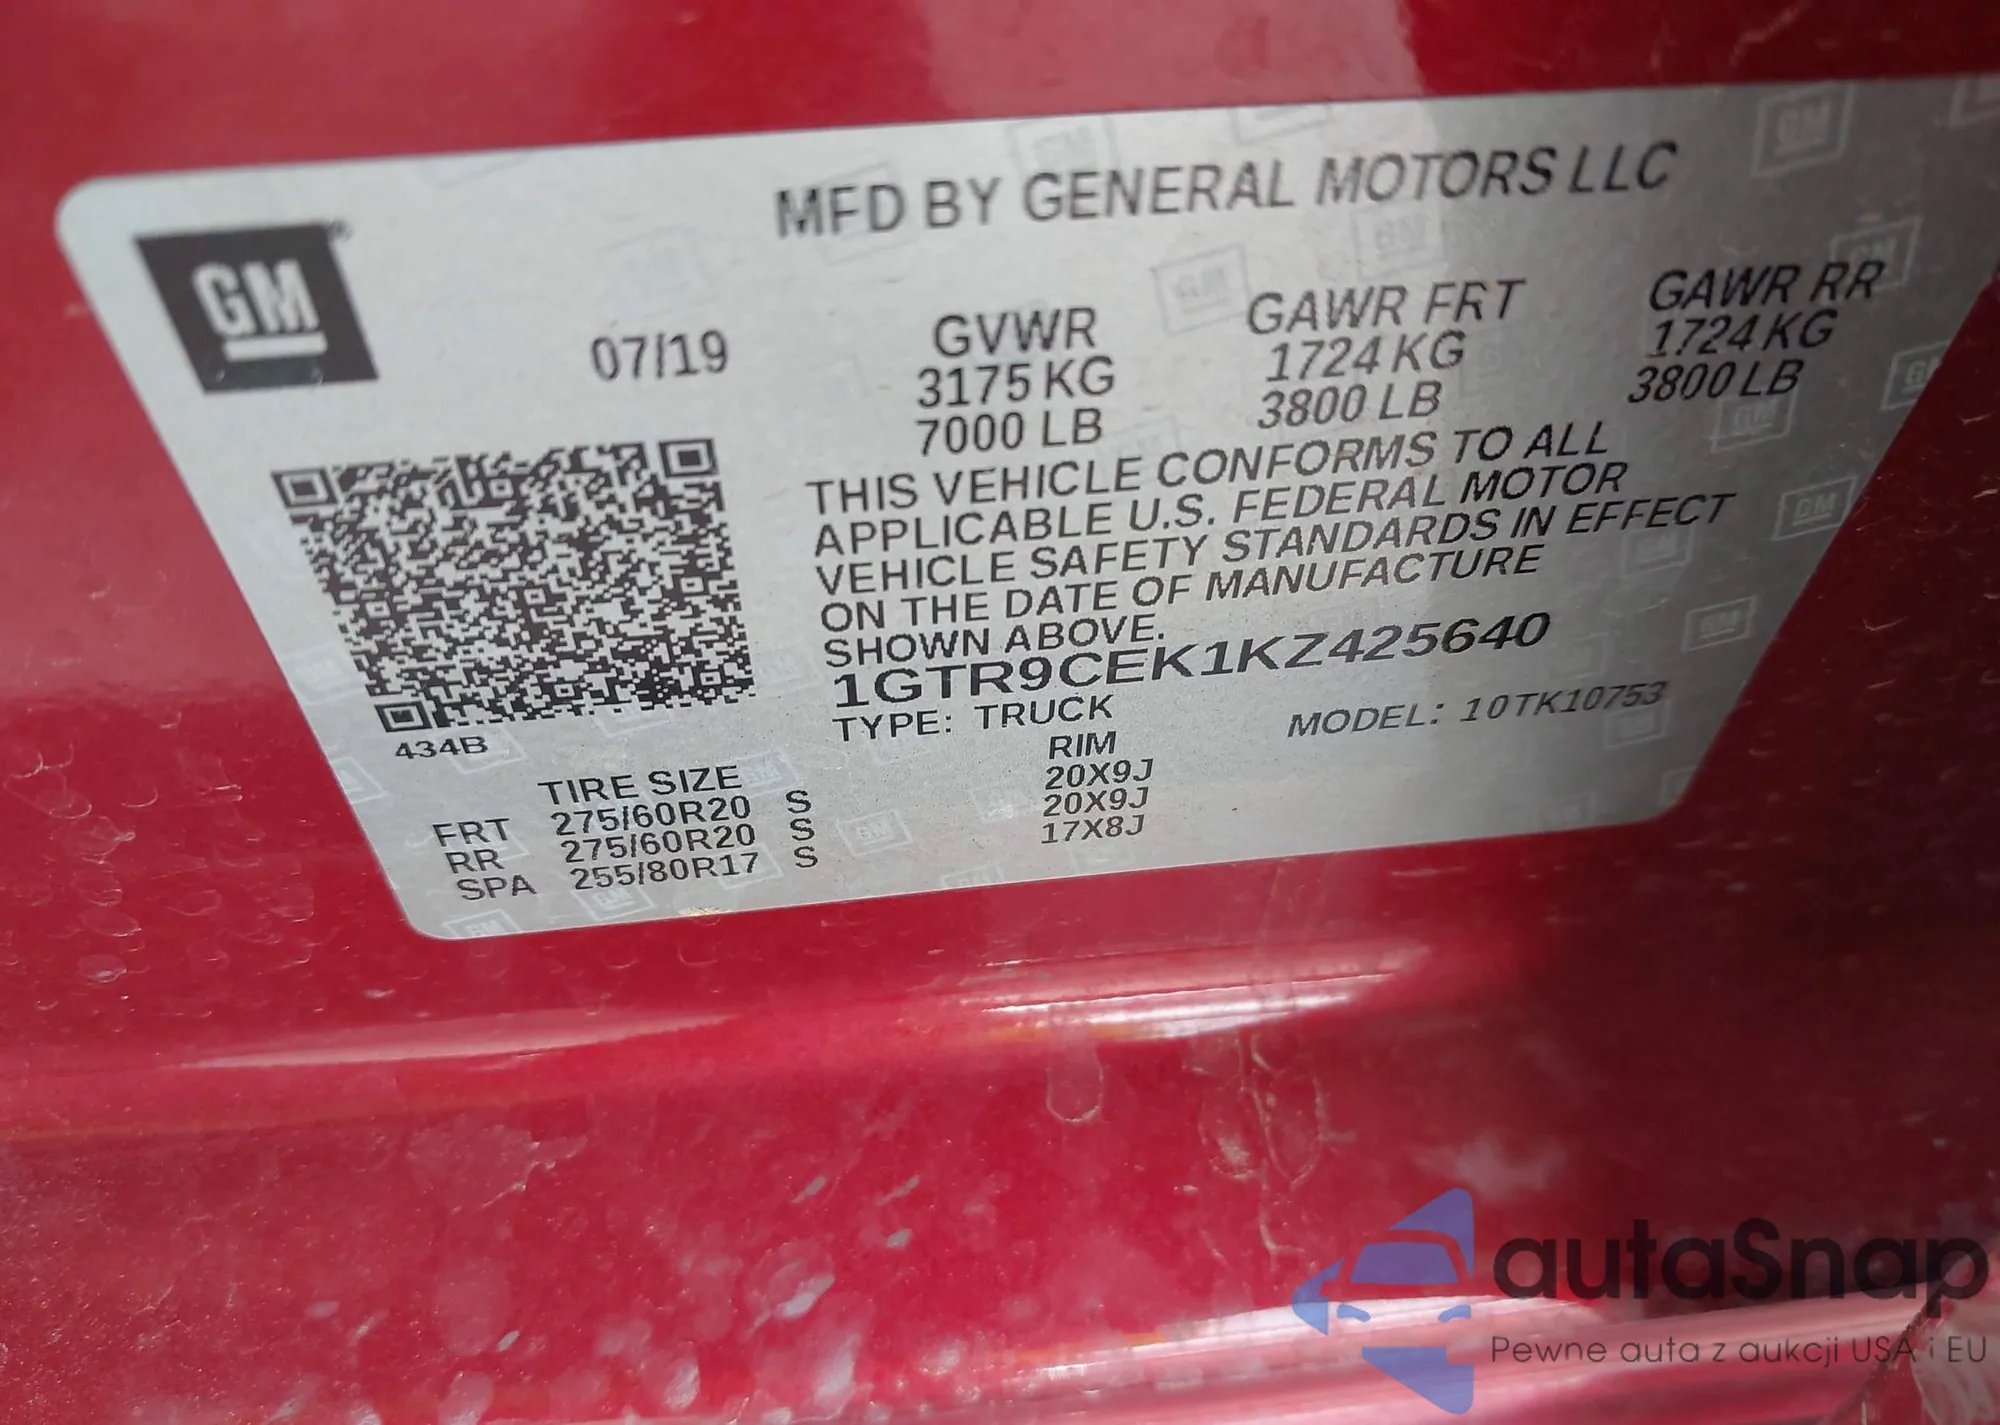 MFD BY GENERAL MOTORS LLC
GM
07/19
GVWR GAWR FRT GAWR RR
3175 KG 1724 KG 1724 KG
7000 LB 3800 LB 3800 LB
THIS VEHICLE CONFORMS TO ALL
APPLICABLE U.S. FEDERAL MOTOR
VEHICLE SAFETY STANDARDS IN EFFECT
ON THE DATE OF MANUFACTURE
SHOWN ABOVE.
1GTR9CEK1KZ425640
TYPE: TRUCK MODEL: 10TK10753
434B
TIRE SIZE RIM
FRT 275/60R20 S 20X9J
RR 275/60R20 S 20X9J
SPA 255/80R17 S 17X8J
autaSnap
Pewne auta z aukcji USA i EU